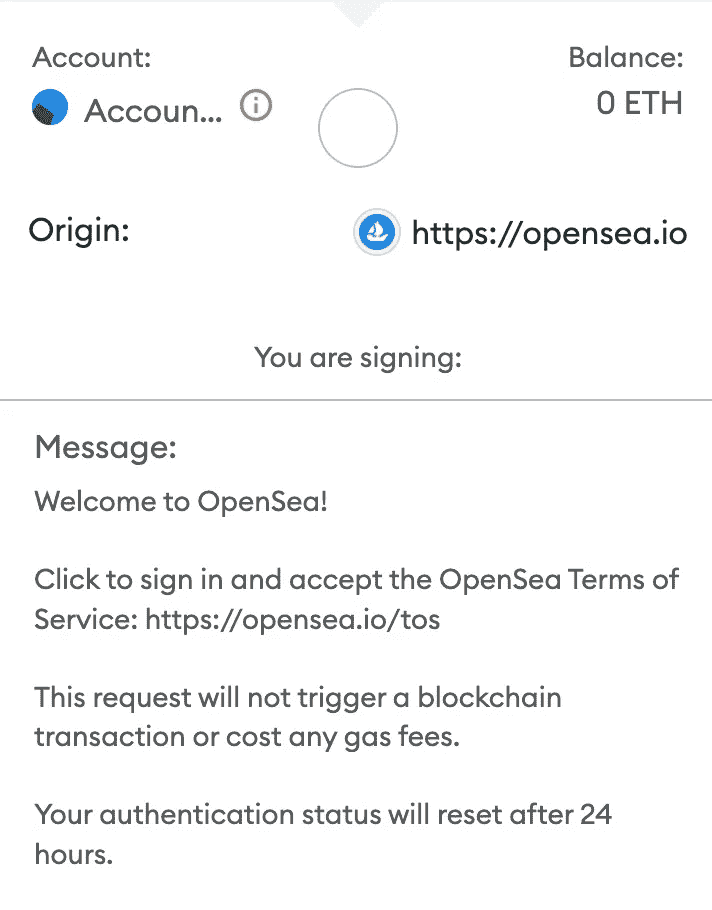 Account:
Balance:
Accoun...
0 ETH
Origin:
https://opensea.io
You are signing:
Message:
Welcome to OpenSea!
Click to sign in and accept the OpenSea Terms of
Service: https://opensea.io/tos
This request will not trigger a blockchain
transaction or cost any gas fees.
Your authentication status will reset after 24
hours.